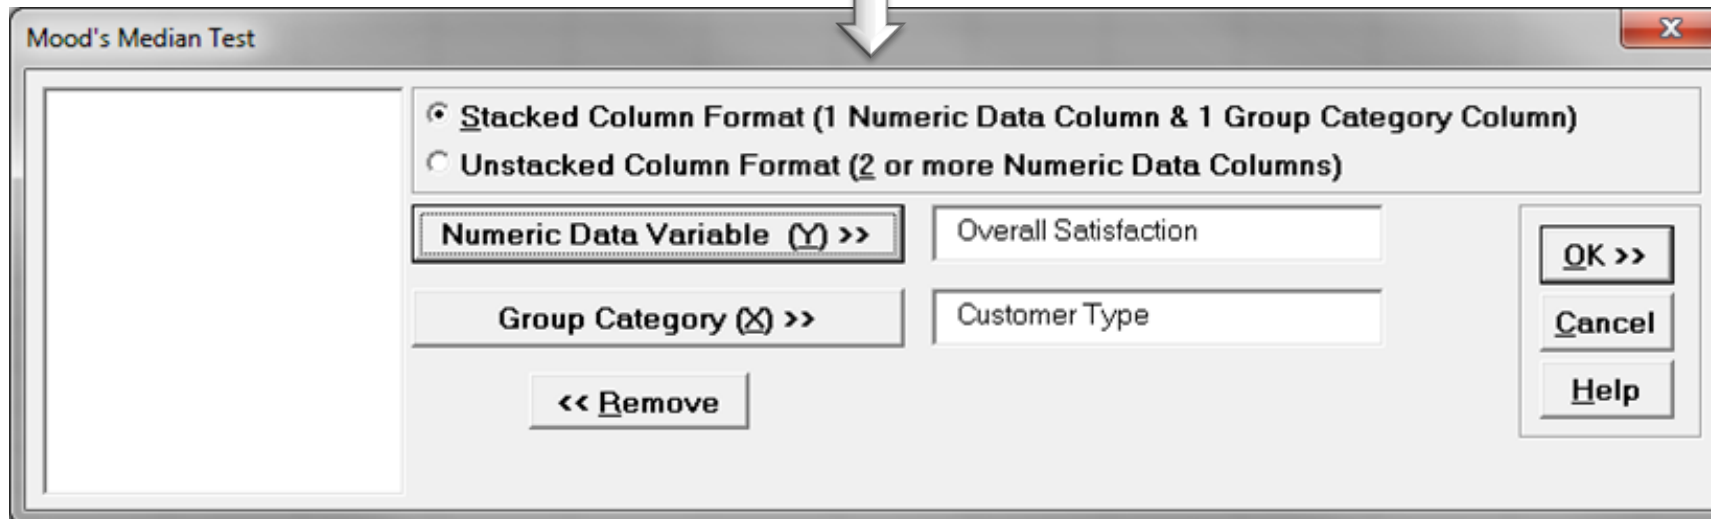 Mood's Median Test
Stacked Column Format (1 Numeric Data Column & 1 Group Category Column)
Unstacked Column Format (2 or more Numeric Data Columns)
Numeric Data Variable (Y) >>
Overall Satisfaction
OK >>
Group Category (X) >>
Customer Type
Cancel
<< Remove
Help